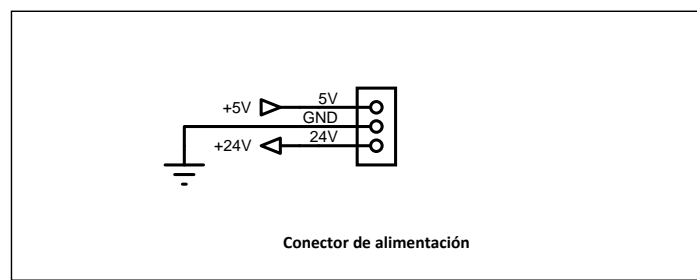 +5V 5V
GND
+24V 24V
Conector de alimentación